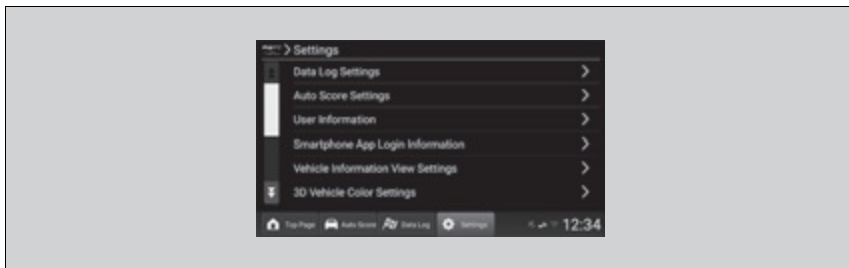 Settings
Data Log Settings
Auto Score Settings
User Information
Smartphone App Login Information
Vehicle Information View Settings
3D Vehicle Color Settings
Top Page Auto Score Data Log Settings 12:34